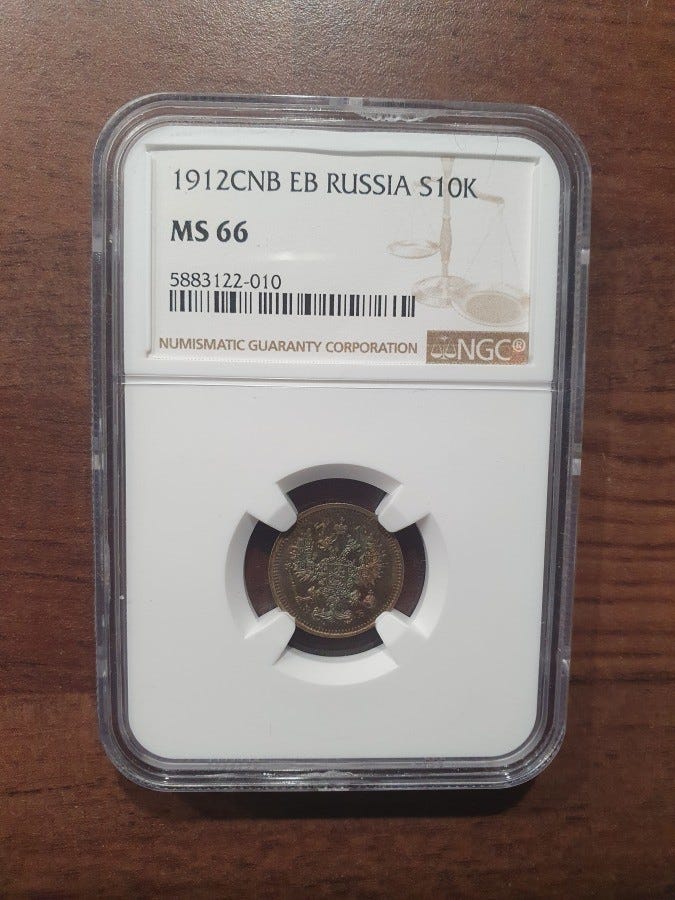 1912CNB EB RUSSIA S10K
MS 66
5883122-010
NUMISMATIC GUARANTY CORPORATION NGC®